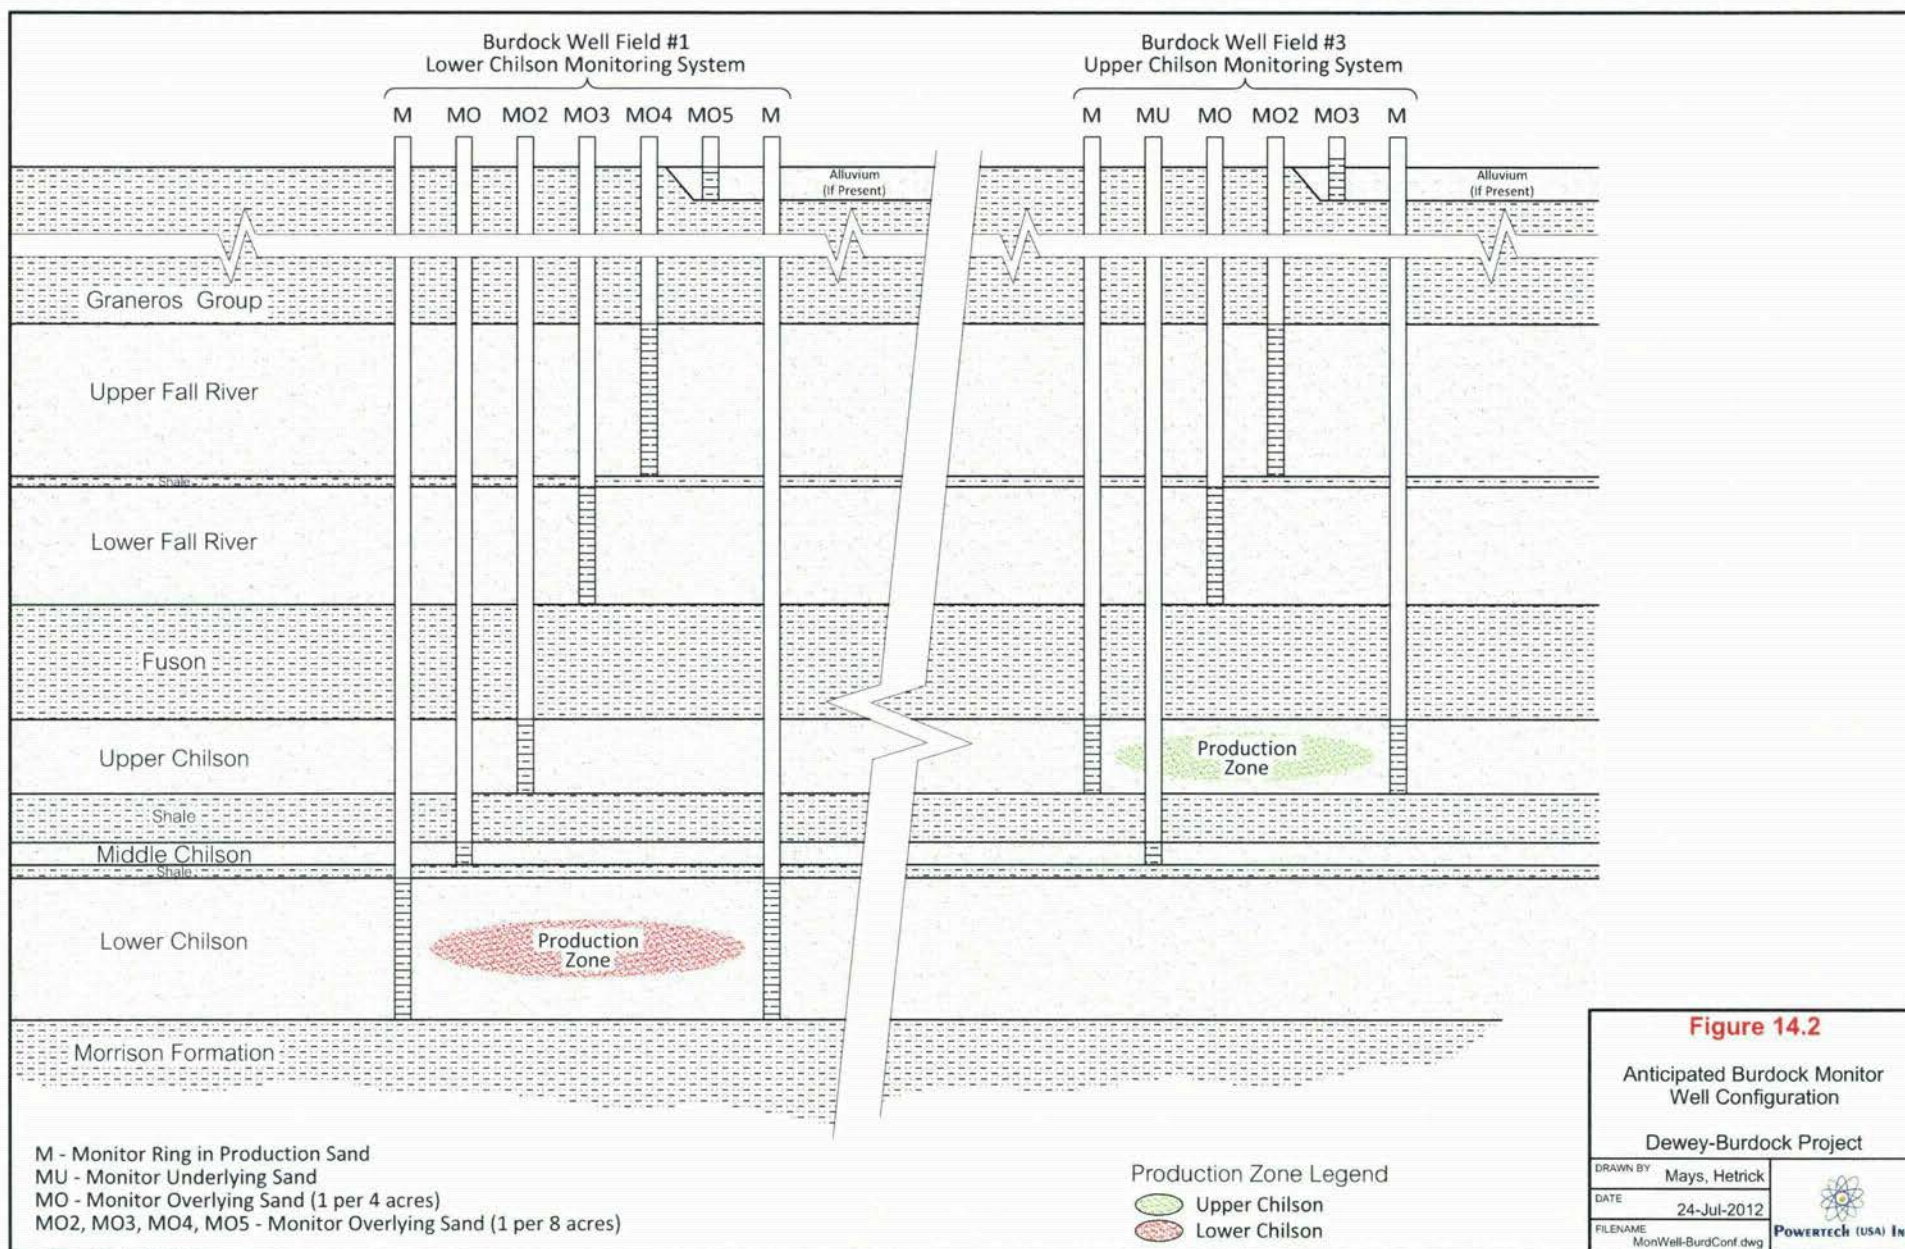 Burdock Well Field #1
Lower Chilson Monitoring System
M MO MO2 MO3 MO4 MO5 M
Burdock Well Field #3
Upper Chilson Monitoring System
M MU MO MO2 MO3 M
Alluvium
(If Present)
Alluvium
(If Present)
Graneros Group
Upper Fall River
Shale
Lower Fall River
Fuson
Upper Chilson
Production
Zone
Shale
Middle Chilson
Shale
Lower Chilson
Production
Zone
Morrison Formation
M - Monitor Ring in Production Sand
MU - Monitor Underlying Sand
MO - Monitor Overlying Sand (1 per 4 acres)
MO2, MO3, MO4, MO5 - Monitor Overlying Sand (1 per 8 acres)
Production Zone Legend
Upper Chilson
Lower Chilson
Figure 14.2
Anticipated Burdock Monitor
Well Configuration
Dewey-Burdock Project
DRAWN BY Mays, Hetrick
DATE 24-Jul-2012
FILENAME MonWell-BurdConf.dwg
POWERTECH (USA) IN